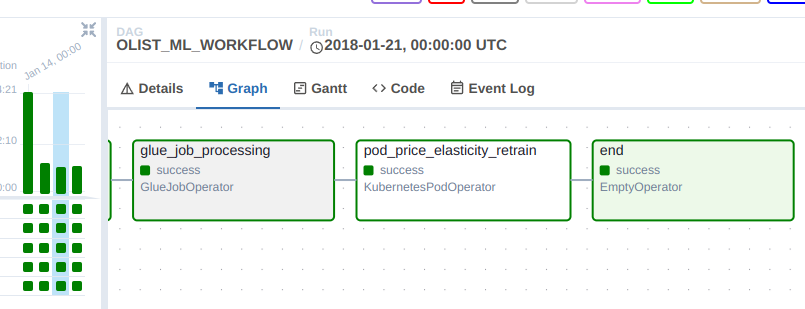 DAG
Run
OLIST_ML_WORKFLOW / 2018-01-21, 00:00:00 UTC
Jan 14, 00:00
Details
Graph
Gantt
Code
Event Log
:21
2:10
0:00
glue_job_processing
success
GlueJobOperator
pod_price_elasticity_retrain
success
KubernetesPodOperator
end
success
EmptyOperator